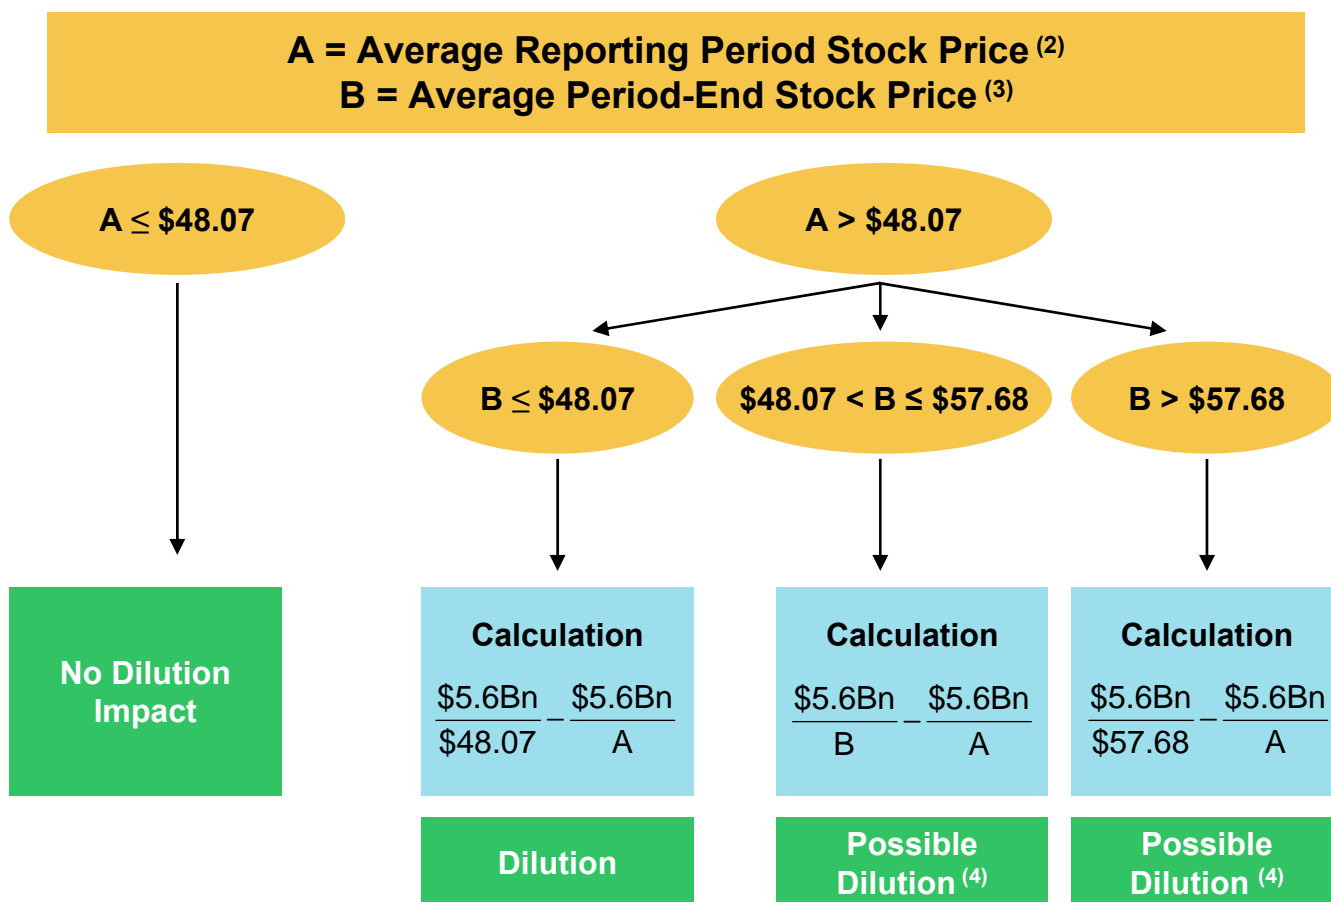 A = Average Reporting Period Stock Price (2)
B = Average Period-End Stock Price (3)
A ≤ $48.07
A > $48.07
B ≤ $48.07
$48.07 < B ≤ $57.68
B > $57.68
No Dilution
Impact
Calculation
$5.6Bn/$48.07 – $5.6Bn/A
Dilution
Calculation
$5.6Bn/B – $5.6Bn/A
Possible
Dilution (4)
Calculation
$5.6Bn/$57.68 – $5.6Bn/A
Possible
Dilution (4)